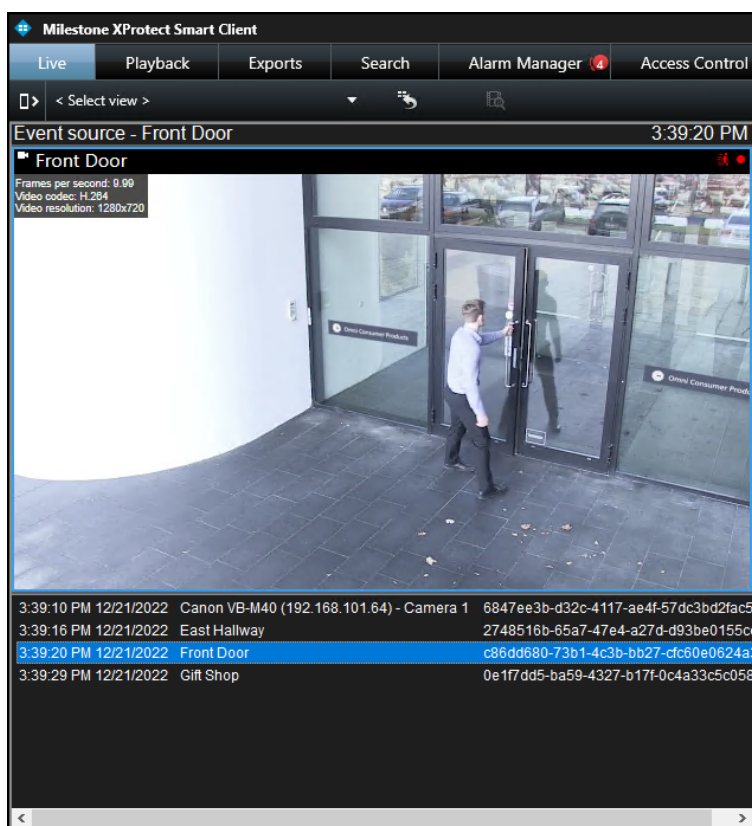 Milestone XProtect Smart Client
Live Playback Exports Search Alarm Manager 4 Access Control
< Select view >
Event source - Front Door 3:39:20 PM
Front Door
Frames per second: 9.99
Video codec: H.264
Video resolution: 1280x720
Omni Consumer Products
Omni Consumer Produ
3:39:10 PM 12/21/2022 Canon VB-M40 (192.168.101.64) - Camera 1 6847ee3b-d32c-4117-ae4f-57dc3bd2fac5
3:39:16 PM 12/21/2022 East Hallway 2748516b-65a7-47e4-a27d-d93be0155c
3:39:20 PM 12/21/2022 Front Door c86dd680-73b1-4c3b-bb27-cfc60e0624a
3:39:29 PM 12/21/2022 Gift Shop 0e1f7dd5-ba59-4327-b17f-0c4a33c5c058